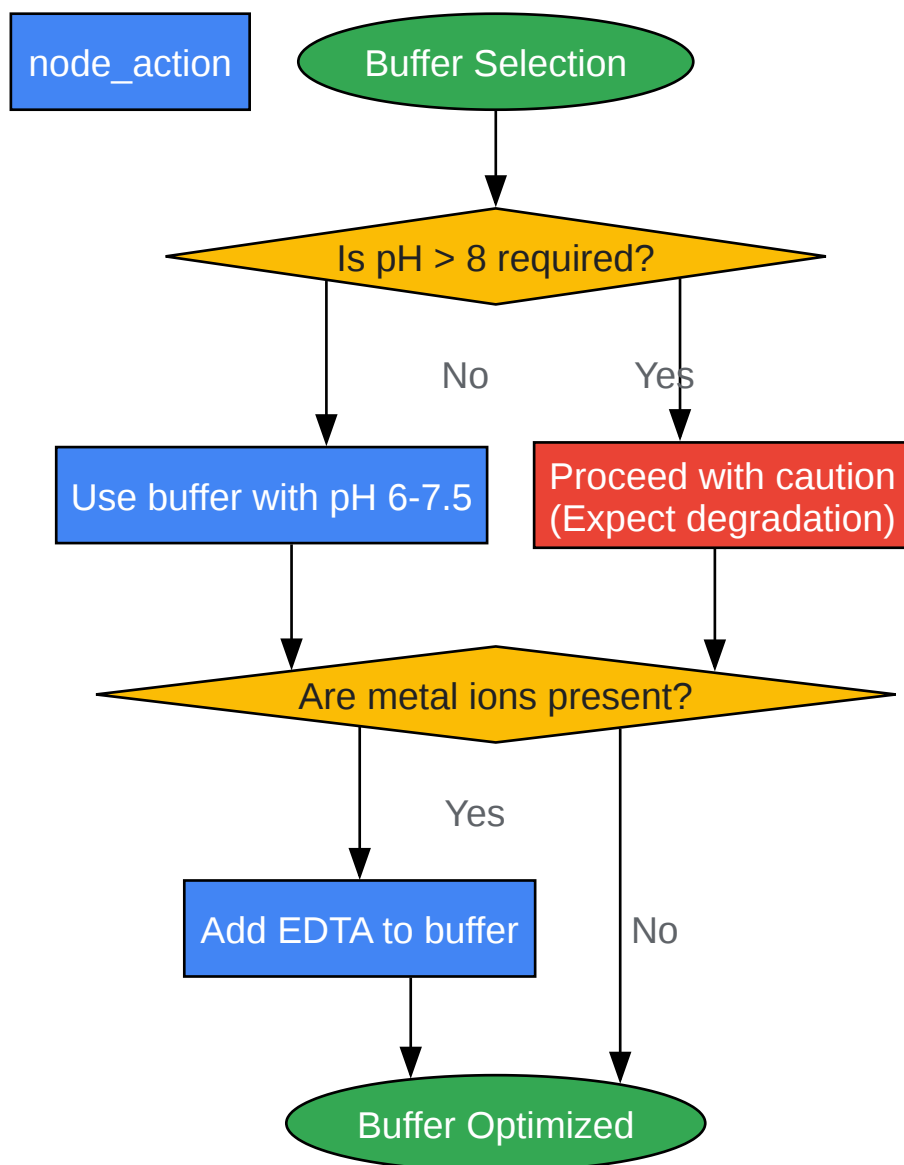 node_action
Buffer Selection
Is pH > 8 required?
No
Yes
Use buffer with pH 6-7.5
Proceed with caution
(Expect degradation)
Are metal ions present?
Yes
Add EDTA to buffer
No
Buffer Optimized